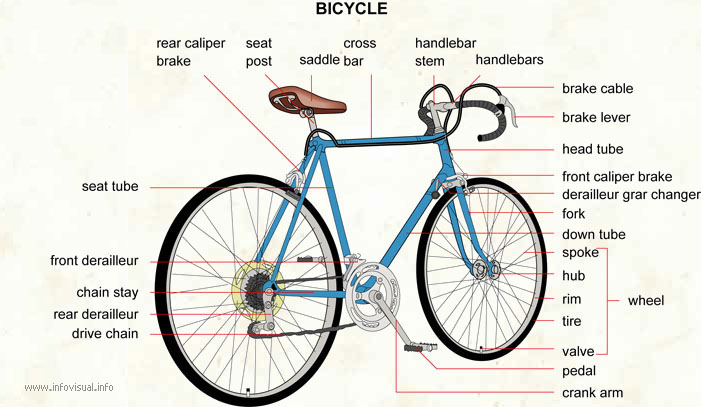 BICYCLE
rear caliper
brake
seat
post
saddle
cross
bar
handlebar
stem
handlebars
brake cable
brake lever
head tube
front caliper brake
derailleur grar changer
fork
down tube
spoke
hub
rim
wheel
tire
valve
pedal
crank arm
seat tube
front derailleur
chain stay
rear derailleur
drive chain
www.infovisual.info